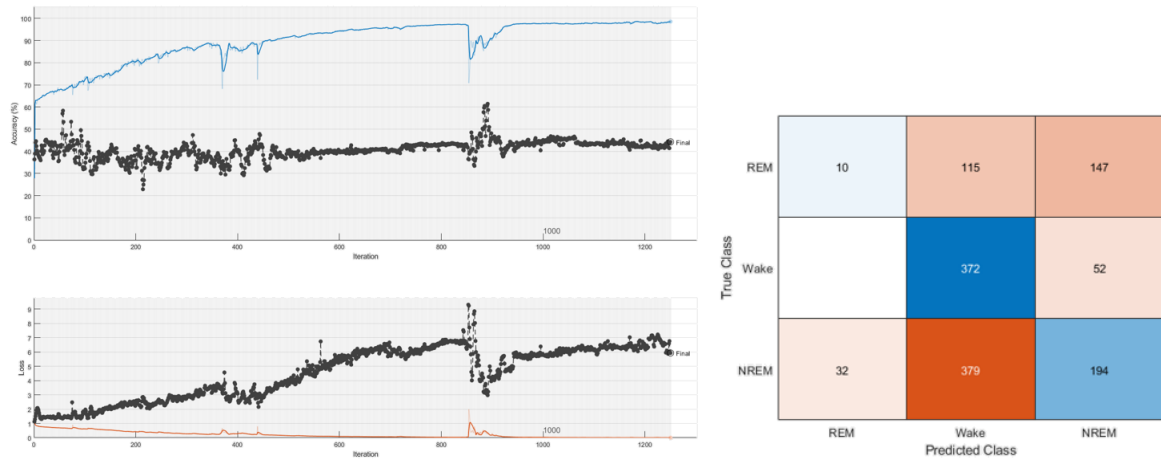 100
90
80
70
60
50
40
30
20
10
0
Accuracy (%)
Final
1000
0 200 400 600 800 1000 1200
Iteration
9
8
7
6
5
4
3
2
1
0
Loss
Final
1000
0 200 400 600 800 1000 1200
Iteration
True Class
REM 10 115 147
Wake 372 52
NREM 32 379 194
REM Wake NREM
Predicted Class